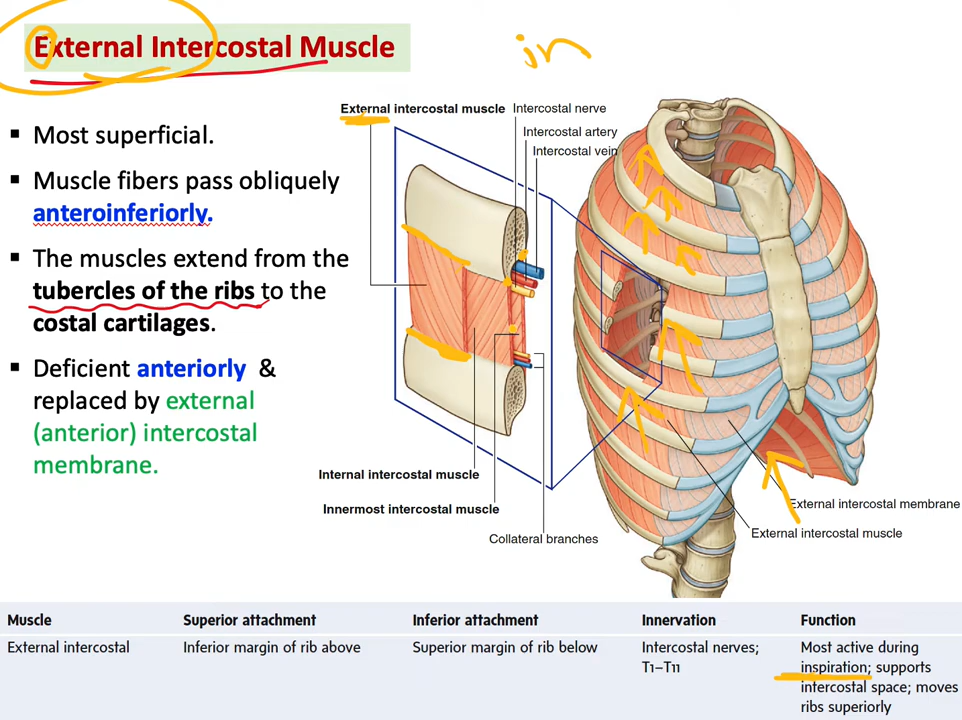 External Intercostal Muscle
in
▪ Most superficial.
▪ Muscle fibers pass obliquely
anteroinferiorly.
▪ The muscles extend from the
tubercles of the ribs to the
costal cartilages.
▪ Deficient anteriorly &
replaced by external
(anterior) intercostal
membrane.
External intercostal muscle
Intercostal nerve
Intercostal artery
Intercostal vein
Internal intercostal muscle
Innermost intercostal muscle
Collateral branches
External intercostal membrane
External intercostal muscle
Muscle Superior attachment Inferior attachment Innervation Function
External intercostal Inferior margin of rib above Superior margin of rib below Intercostal nerves; Most active during
T1–T11 inspiration; supports
intercostal space; moves
ribs superiorly